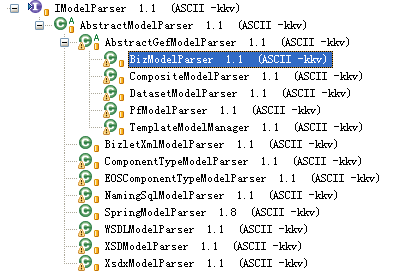 IModelParser 1.1 (ASCII -kkv)
AbstractModelParser 1.1 (ASCII -kkv)
AbstractGefModelParser 1.1 (ASCII -kkv)
BizModelParser 1.1 (ASCII -kkv)
CompositeModelParser 1.1 (ASCII -kkv)
DatasetModelParser 1.1 (ASCII -kkv)
PfModelParser 1.1 (ASCII -kkv)
TemplateModelManager 1.1 (ASCII -kkv)
BizletXmlModelParser 1.1 (ASCII -kkv)
ComponentTypeModelParser 1.1 (ASCII -kkv)
EOSComponentTypeModelParser 1.1 (ASCII -kkv)
NamingSqlModelParser 1.1 (ASCII -kkv)
SpringModelParser 1.8 (ASCII -kkv)
WSDLModelParser 1.1 (ASCII -kkv)
XSDModelParser 1.1 (ASCII -kkv)
XsdxModelParser 1.1 (ASCII -kkv)